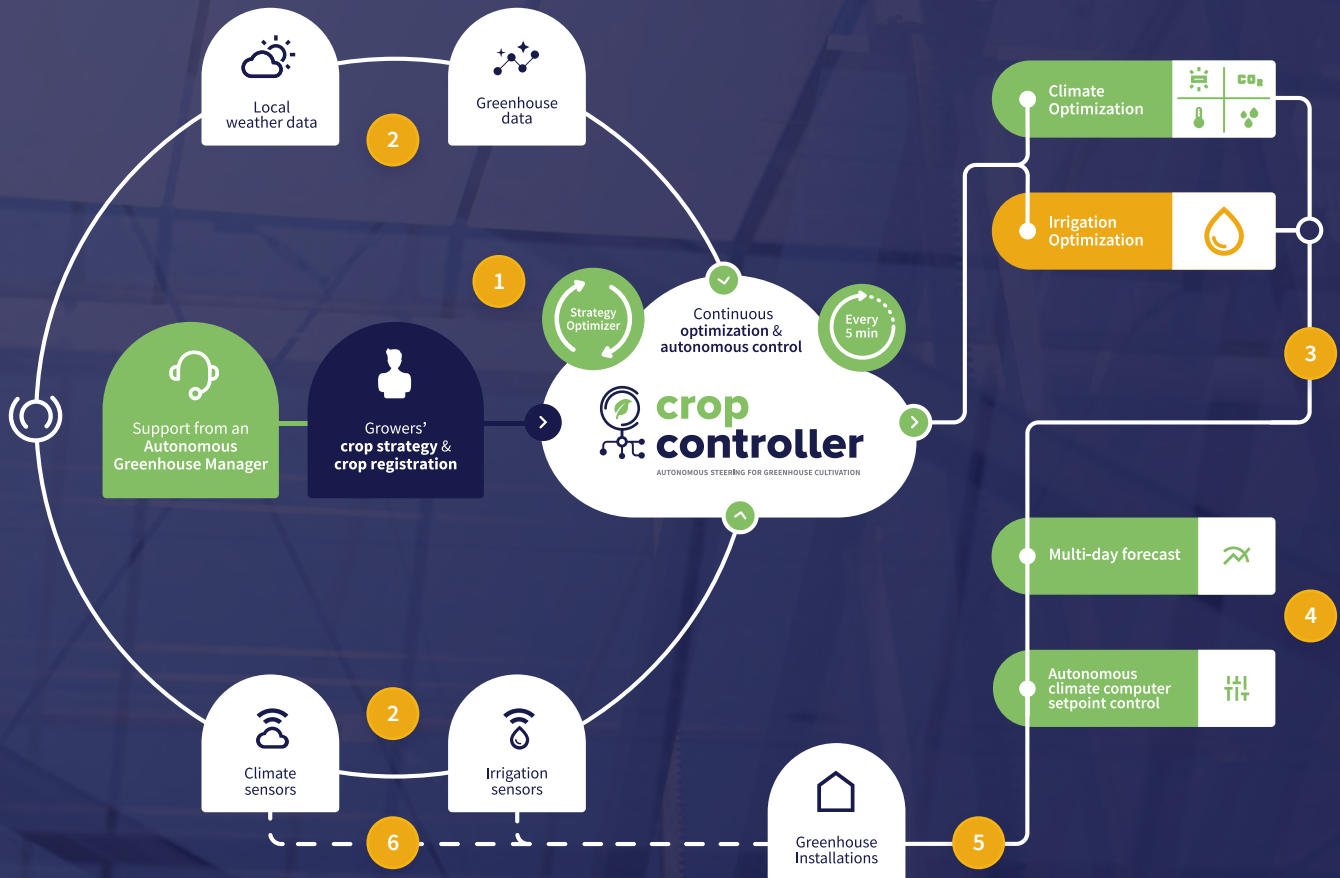 Local
weather data
Greenhouse
data
2
Climate
Optimization
CO2
Irrigation
Optimization
1
Strategy
Optimizer
Continuous
optimization &
autonomous control
Every
5 min
3
Support from an
Autonomous
Greenhouse Manager
Growers'
crop strategy &
crop registration
crop
controller
AUTONOMOUS STEERING FOR GREENHOUSE CULTIVATION
Multi-day forecast
4
Autonomous
climate computer
setpoint control
2
Climate
sensors
Irrigation
sensors
6
Greenhouse
Installations
5